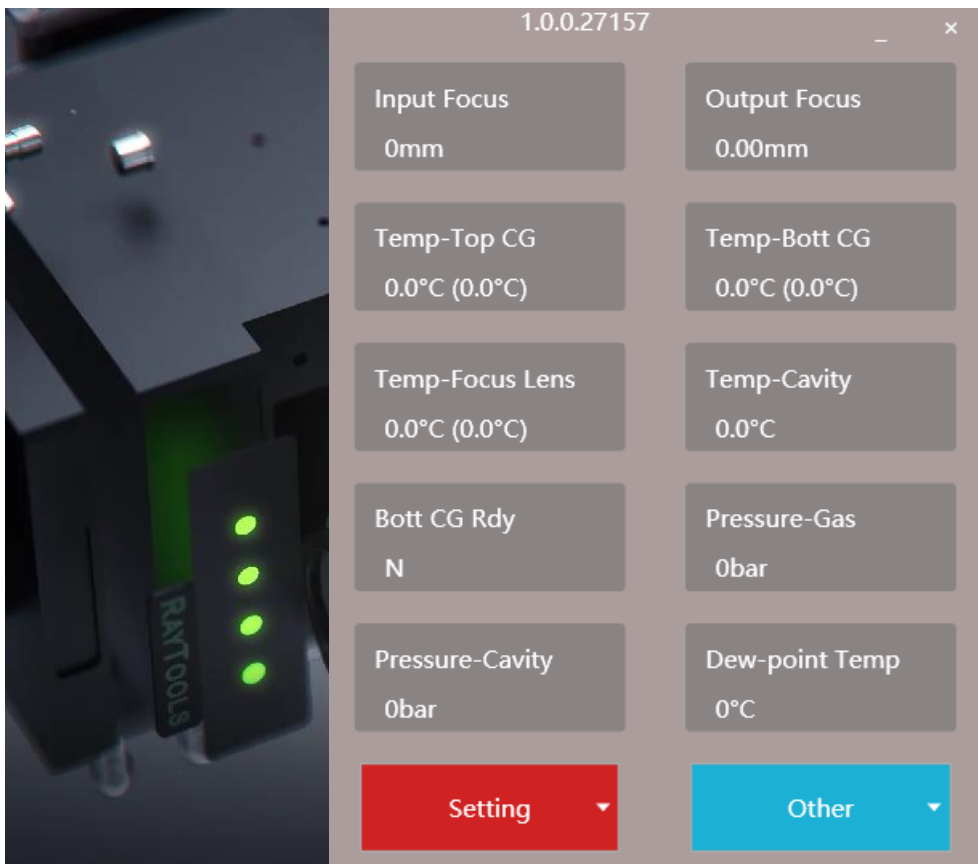 1.0.0.27157
Input Focus
0mm
Output Focus
0.00mm
Temp-Top CG
0.0°C (0.0°C)
Temp-Bott CG
0.0°C (0.0°C)
Temp-Focus Lens
0.0°C (0.0°C)
Temp-Cavity
0.0°C
Bott CG Rdy
N
Pressure-Gas
0bar
Pressure-Cavity
0bar
Dew-point Temp
0°C
Setting
Other
RAYTOOLS